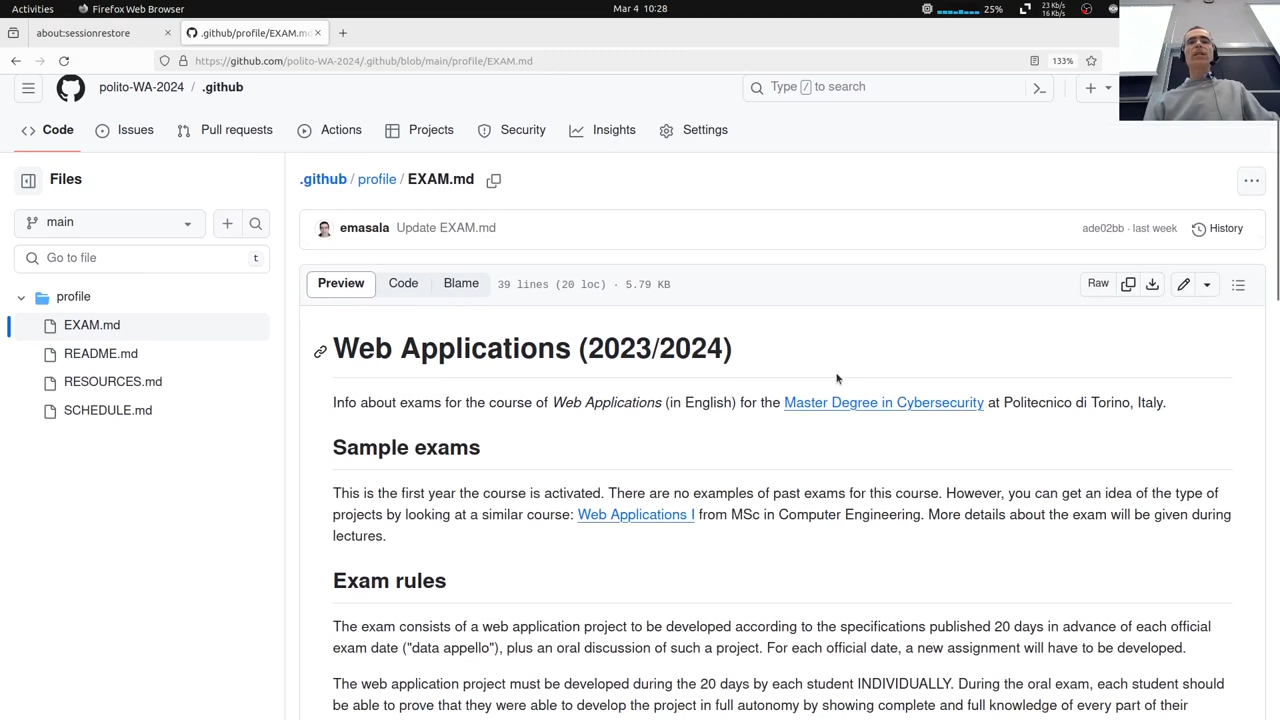 Activities
Firefox Web Browser
Mar 4 10:28
25%
23 Kb/s
16 Kb/s
about:sessionrestore
.github/profile/EXAM.md
https://github.com/polito-WA-2024/.github/blob/main/profile/EXAM.md
133%
polito-WA-2024 / .github
Type / to search
Code
Issues
Pull requests
Actions
Projects
Security
Insights
Settings
Files
main
Go to file
t
profile
EXAM.md
README.md
RESOURCES.md
SCHEDULE.md
.github / profile / EXAM.md
emasala Update EXAM.md
ade02bb · last week
History
Preview
Code
Blame
39 lines (20 loc) · 5.79 KB
Raw
Web Applications (2023/2024)
Info about exams for the course of Web Applications (in English) for the Master Degree in Cybersecurity at Politecnico di Torino, Italy.
Sample exams
This is the first year the course is activated. There are no examples of past exams for this course. However, you can get an idea of the type of
projects by looking at a similar course: Web Applications I from MSc in Computer Engineering. More details about the exam will be given during
lectures.
Exam rules
The exam consists of a web application project to be developed according to the specifications published 20 days in advance of each official
exam date ("data appello"), plus an oral discussion of such a project. For each official date, a new assignment will have to be developed.
The web application project must be developed during the 20 days by each student INDIVIDUALLY. During the oral exam, each student should
be able to prove that they were able to develop the project in full autonomy by showing complete and full knowledge of every part of their